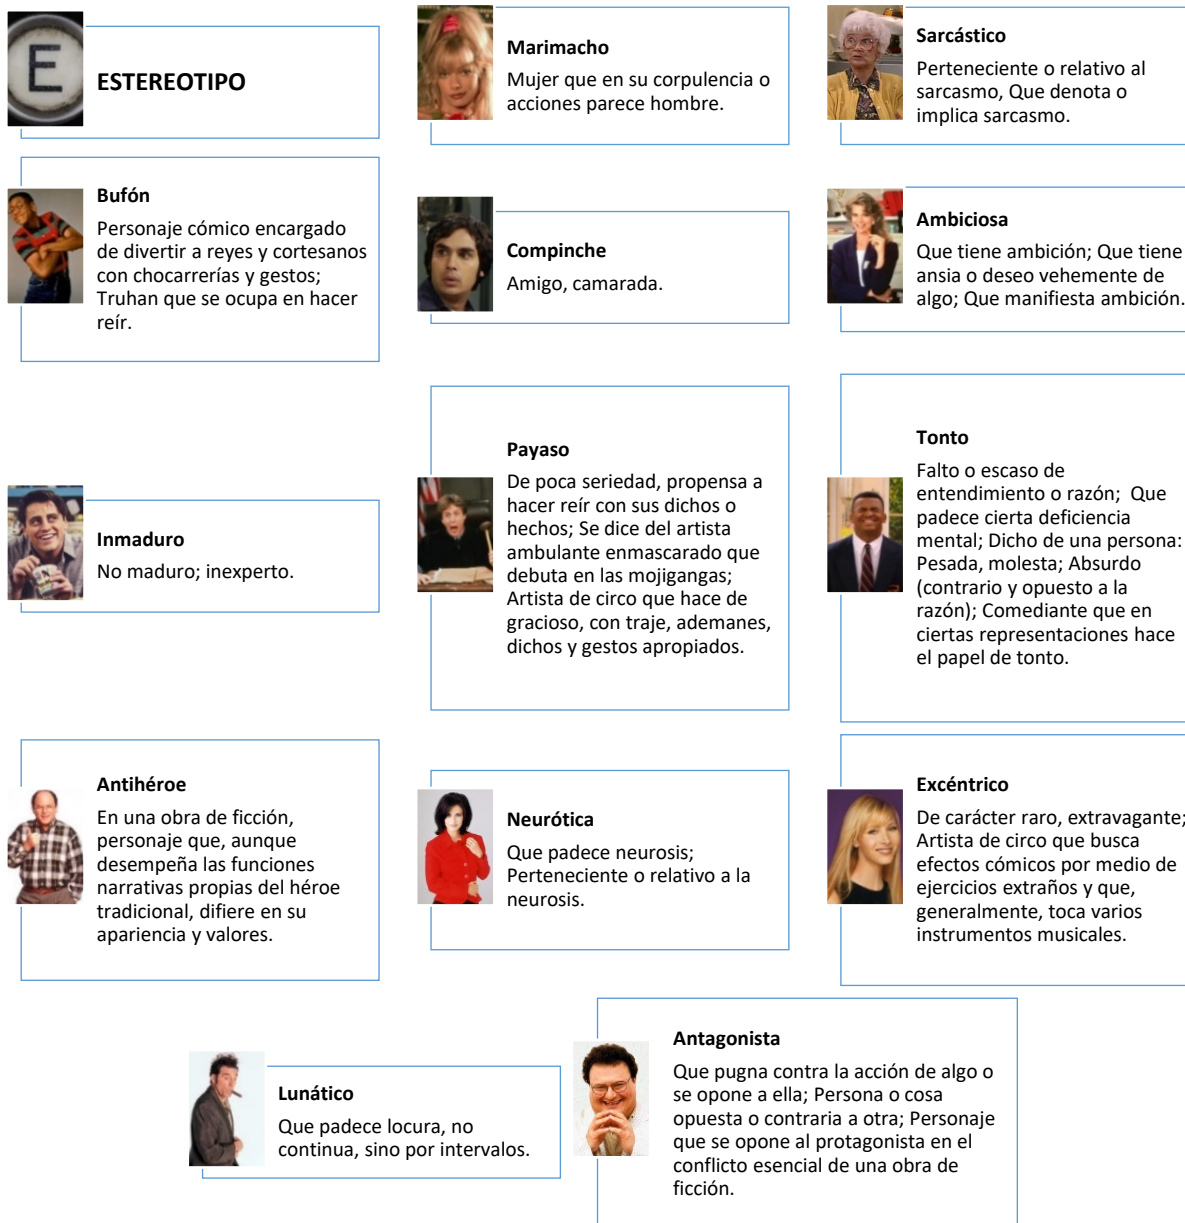 E
ESTEREOTIPO
Marimacho
Mujer que en su corpulencia o
acciones parece hombre.
Sarcástico
Perteneciente o relativo al
sarcasmo, Que denota o
implica sarcasmo.
Bufón
Personaje cómico encargado
de divertir a reyes y cortesanos
con chocarrerías y gestos;
Truhan que se ocupa en hacer
reír.
Compinche
Amigo, camarada.
Ambiciosa
Que tiene ambición; Que tiene
ansia o deseo vehemente de
algo; Que manifiesta ambición.
Inmaduro
No maduro; inexperto.
Payaso
De poca seriedad, propensa a
hacer reír con sus dichos o
hechos; Se dice del artista
ambulante enmascarado que
debuta en las mojigangas;
Artista de circo que hace de
gracioso, con traje, ademanes,
dichos y gestos apropiados.
Tonto
Falto o escaso de
entendimiento o razón;  Que
padece cierta deficiencia
mental; Dicho de una persona:
Pesada, molesta; Absurdo
(contrario y opuesto a la
razón); Comediante que en
ciertas representaciones hace
el papel de tonto.
Antihéroe
En una obra de ficción,
personaje que, aunque
desempeña las funciones
narrativas propias del héroe
tradicional, difiere en su
apariencia y valores.
Neurótica
Que padece neurosis;
Perteneciente o relativo a la
neurosis.
Excéntrico
De carácter raro, extravagante;
Artista de circo que busca
efectos cómicos por medio de
ejercicios extraños y que,
generalmente, toca varios
instrumentos musicales.
Lunático
Que padece locura, no
continua, sino por intervalos.
Antagonista
Que pugna contra la acción de algo o
se opone a ella; Persona o cosa
opuesta o contraria a otra; Personaje
que se opone al protagonista en el
conflicto esencial de una obra de
ficción.